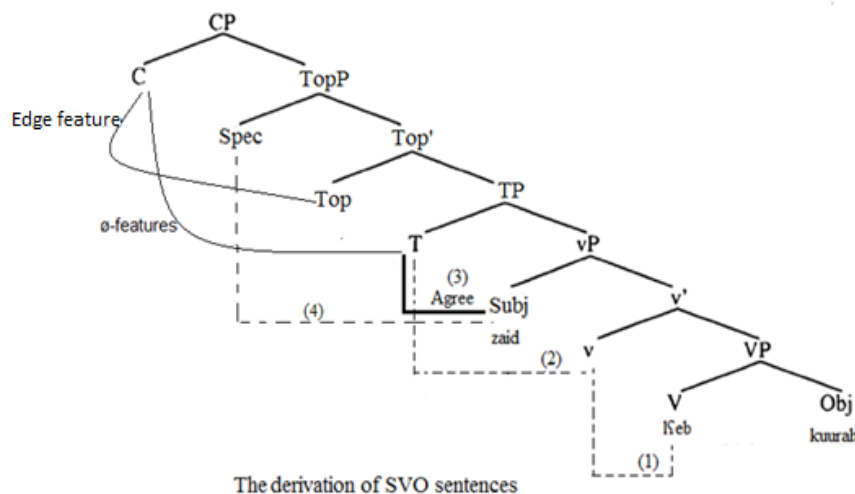 CP
C TopP
Edge feature
Spec Top'
Top TP
ø-features
T vP
(3)
Agree Subj v'
(4)
zaid
v VP
(2)
V Obj
lʕeb kuurah
(1)
The derivation of SVO sentences